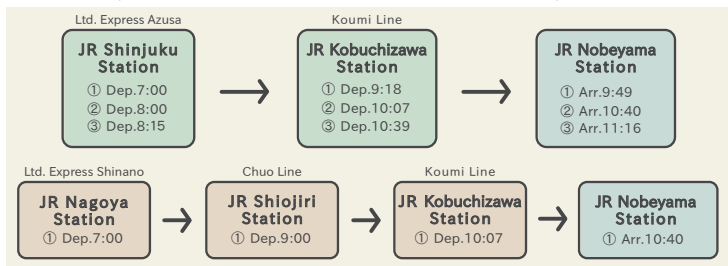 Ltd. Express Azusa
JR Shinjuku
Station
① Dep.7:00
② Dep.8:00
③ Dep.8:15
Koumi Line
JR Kobuchizawa
Station
① Dep.9:18
② Dep.10:07
③ Dep.10:39
JR Nobeyama
Station
① Arr.9:49
② Arr.10:40
③ Arr.11:16
Ltd. Express Shinano
JR Nagoya
Station
① Dep.7:00
Chuo Line
JR Shiojiri
Station
① Dep.9:00
Koumi Line
JR Kobuchizawa
Station
① Dep.10:07
JR Nobeyama
Station
① Arr.10:40